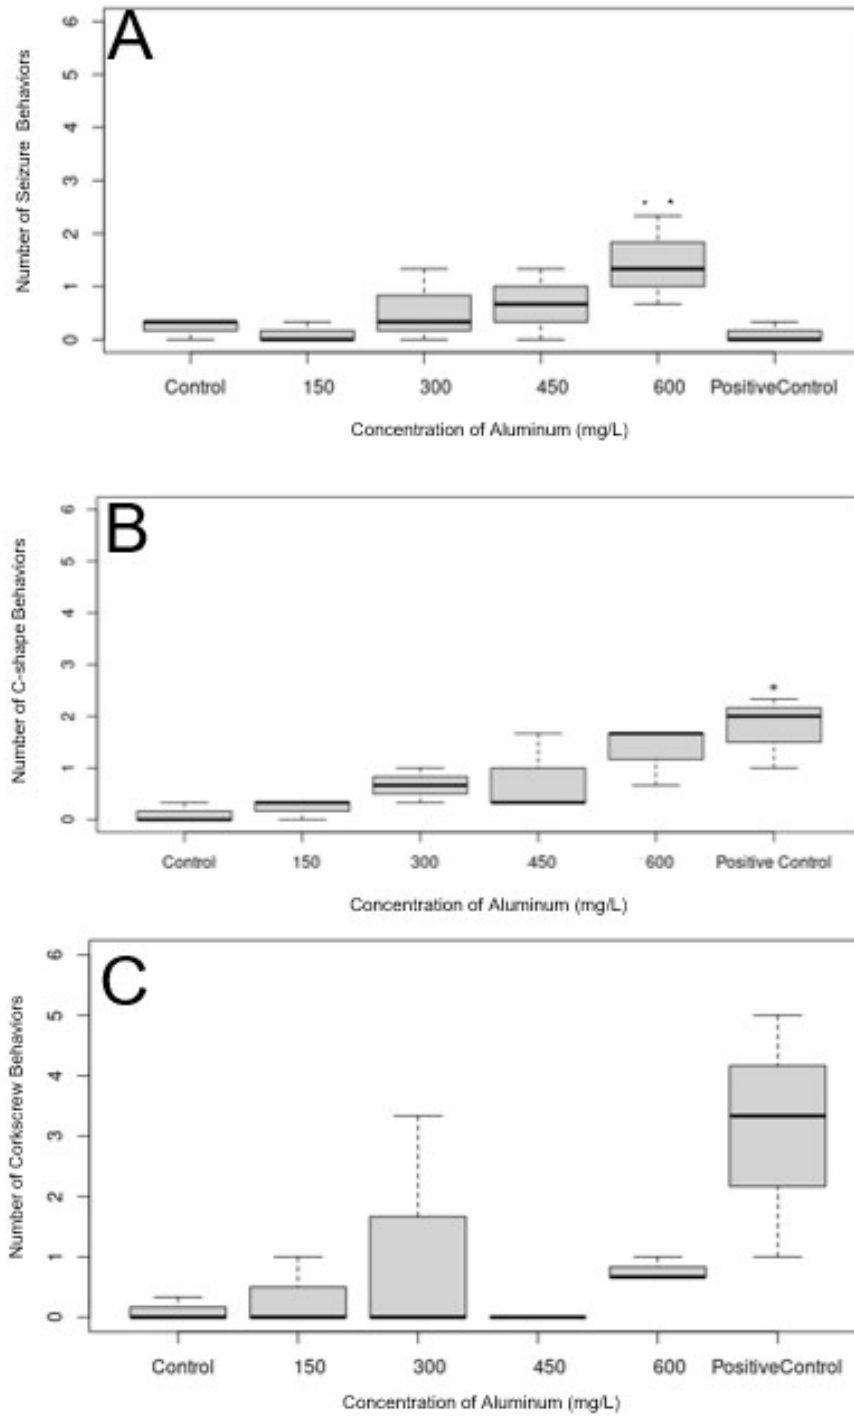 A
Number of Seizure Behaviors
6
5
4
3
2
1
0
Control 150 300 450 600 PositiveControl
* *
Concentration of Aluminum (mg/L)
B
Number of C-shape Behaviors
6
5
4
3
2
1
0
*
Control 150 300 450 600 Positive Control
Concentration of Aluminum (mg/L)
C
Number of Corkscrew Behaviors
6
5
4
3
2
1
0
Control 150 300 450 600 PositiveControl
Concentration of Aluminum (mg/L)